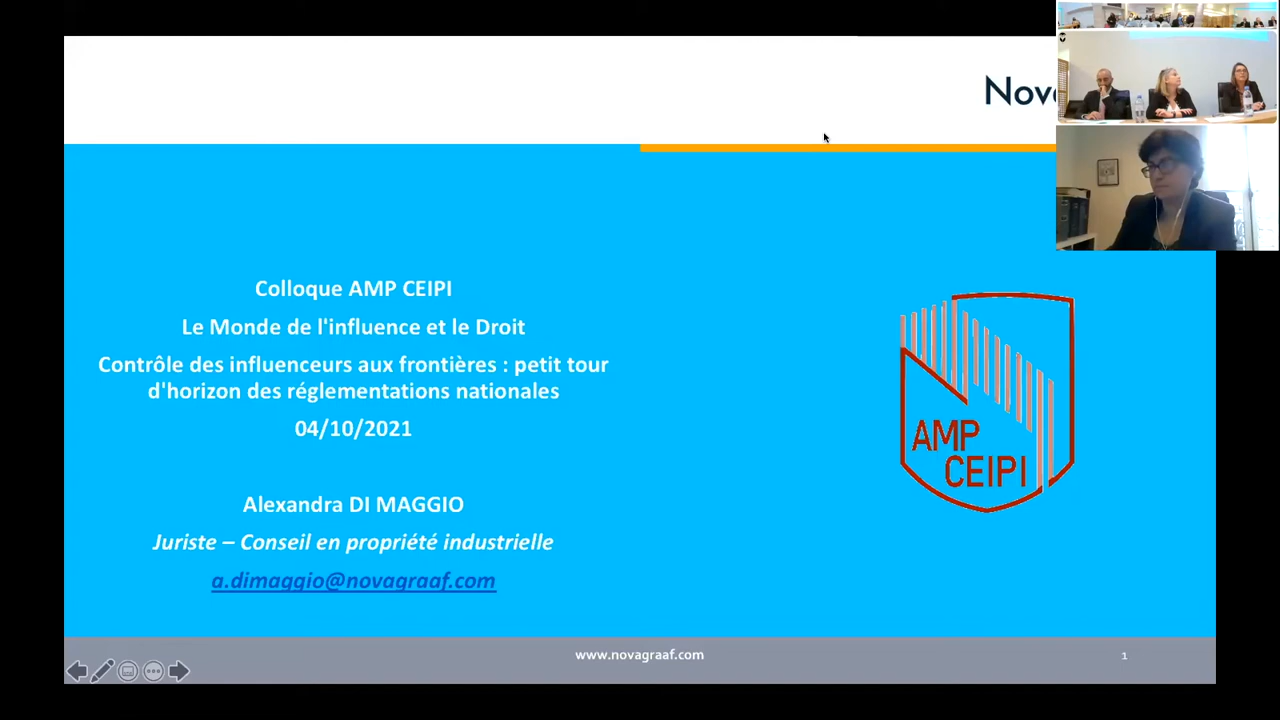 Colloque AMP CEIPI
Le Monde de l'influence et le Droit
Contrôle des influenceurs aux frontières : petit tour
d'horizon des réglementations nationales
04/10/2021
Alexandra DI MAGGIO
Juriste – Conseil en propriété industrielle
a.dimaggio@novagraaf.com
AMP
CEIPI
www.novagraaf.com
1